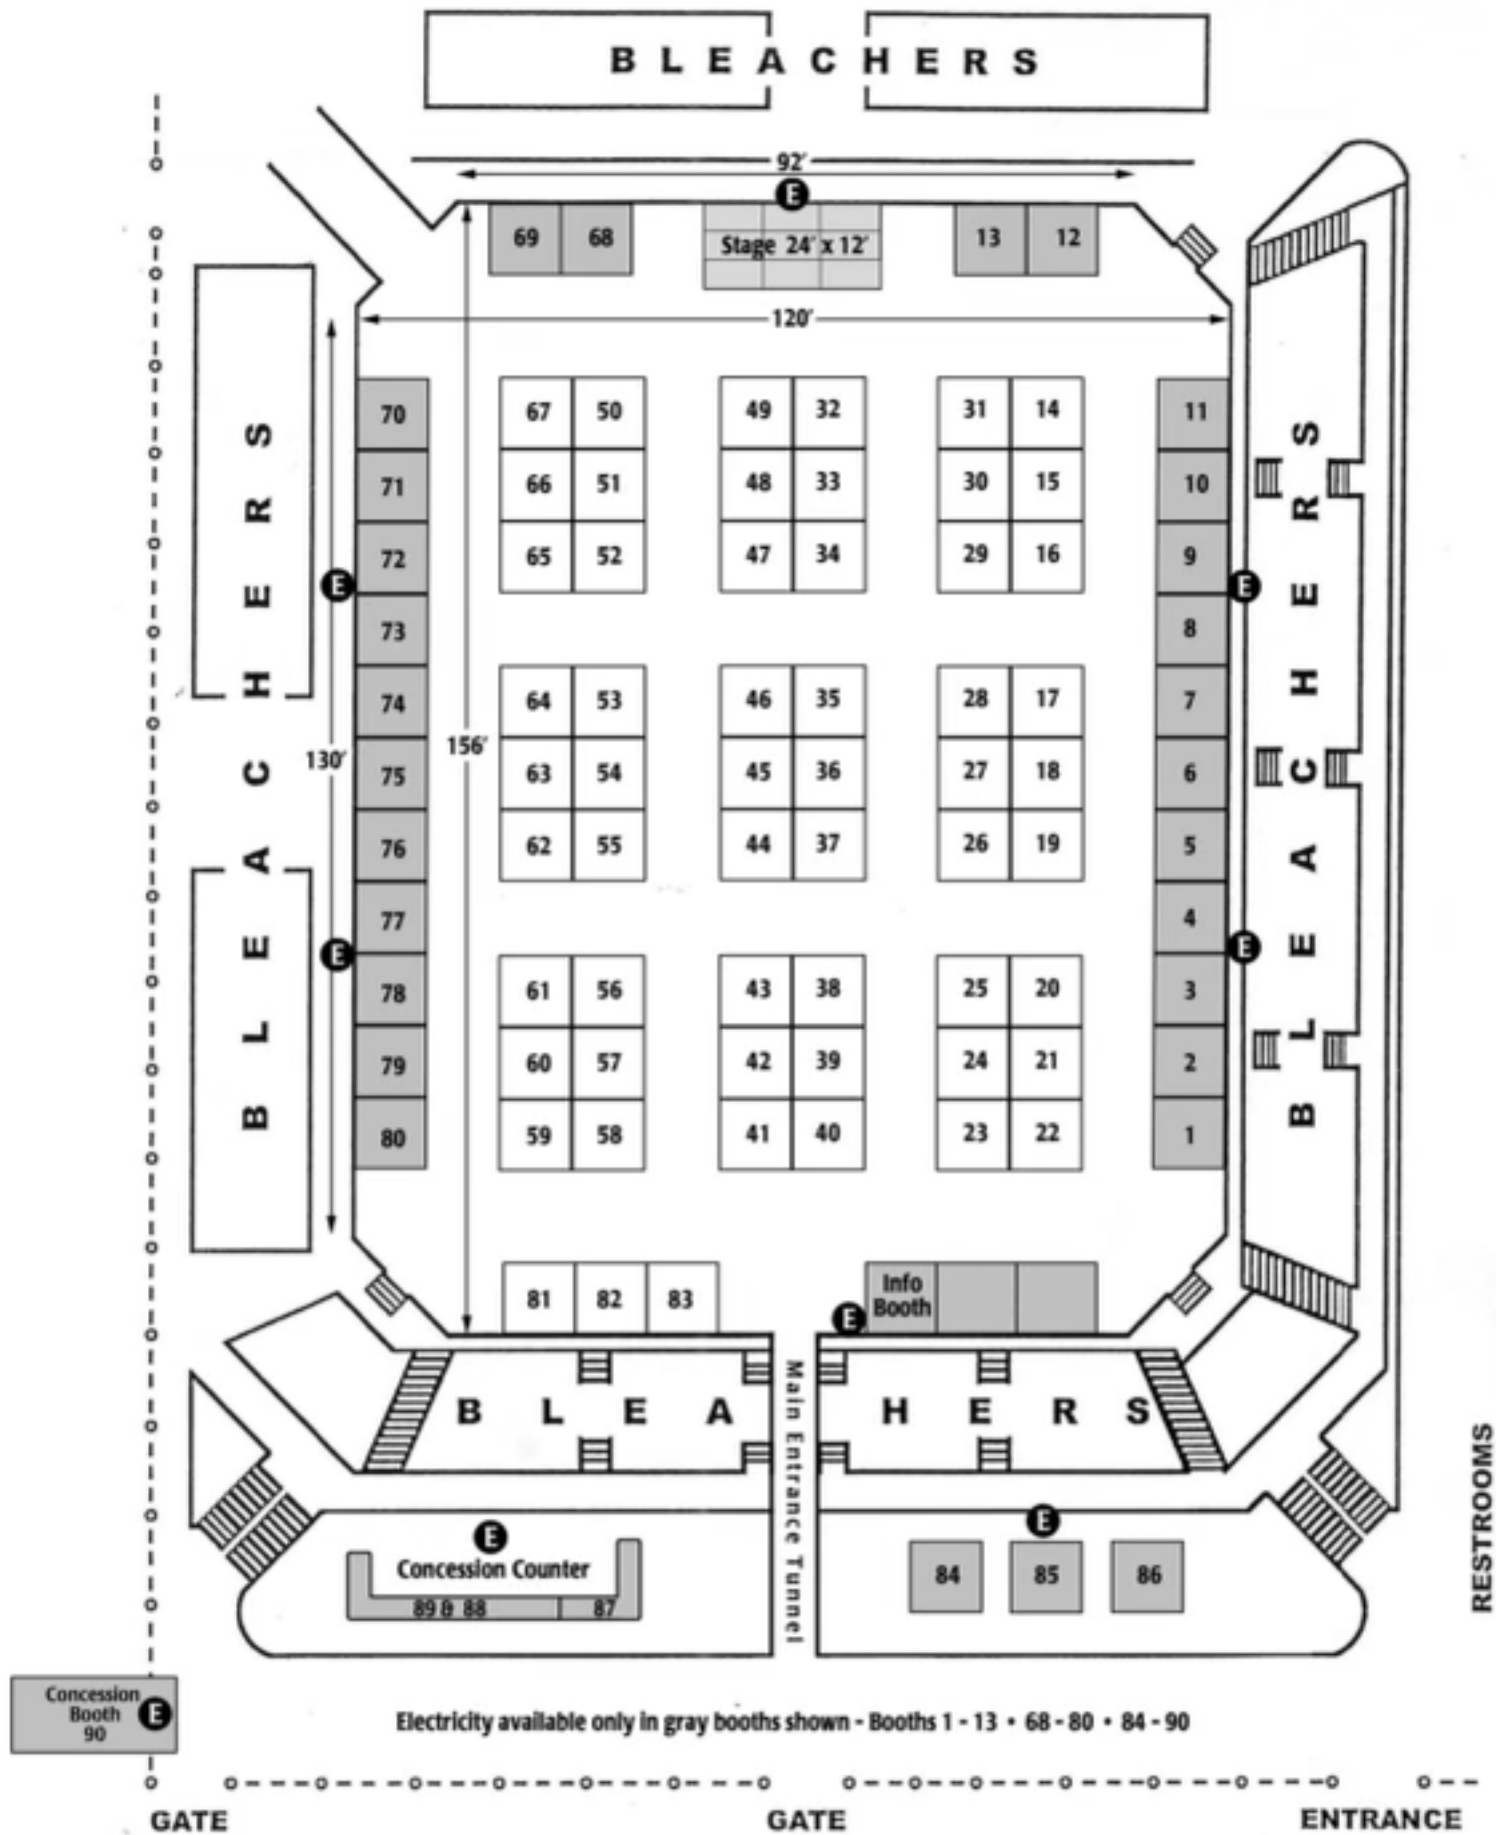 BLEACHERS
92′
E
69 68 Stage 24′ x 12′ 13 12
120′
70 67 50 49 32 31 14 11
71 66 51 48 33 30 15 10
72 65 52 47 34 29 16 9
E E
73 8
74 64 53 46 35 28 17 7
130′ 156′
75 63 54 45 36 27 18 6
76 62 55 44 37 26 19 5
77 4
E E
78 61 56 43 38 25 20 3
79 60 57 42 39 24 21 2
80 59 58 41 40 23 22 1
BLEACHERS
BLEACHERS
81 82 83 Info
Booth
E
BLEA HERS
Main Entrance Tunnel
E E
Concession Counter
89 & 88 87
84 85 86
RESTROOMS
Concession
Booth
90
E
Electricity available only in gray booths shown - Booths 1 - 13 • 68 - 80 • 84 - 90
GATE GATE ENTRANCE